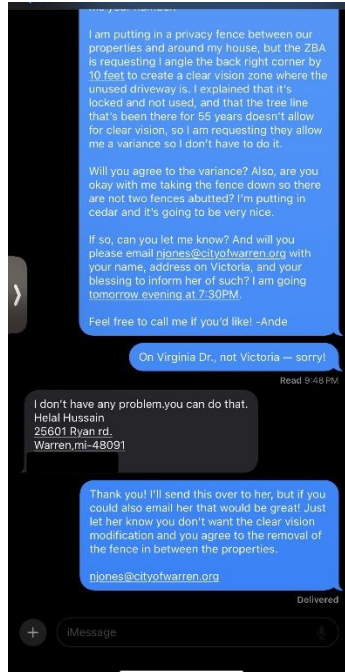 I am putting in a privacy fence between our
properties and around my house, but the ZBA
is requesting I angle the back right corner by
10 feet to create a clear vision zone where the
unused driveway is. I explained that it's
locked and not used, and that the tree line
that's been there for 55 years doesn't allow
for clear vision, so I am requesting they allow
me a variance so I don't have to do it.
Will you agree to the variance? Also, are you
okay with me taking the fence down so there
are not two fences abutted? I'm putting in
cedar and it's going to be very nice.
If so, can you let me know? And will you
please email njones@cityofwarren.org with
your name, address on Victoria, and your
blessing to inform her of such? I am going
tomorrow evening at 7:30PM.
Feel free to call me if you'd like! -Ande
On Virginia Dr., not Victoria — sorry!
Read 9:48 PM
I don't have any problem.you can do that.
Helal Hussain
25601 Ryan rd.
Warren,mi-48091
Thank you! I'll send this over to her, but if you
could also email her that would be great! Just
let her know you don't want the clear vision
modification and you agree to the removal of
the fence in between the properties.
njones@cityofwarren.org
Delivered
iMessage